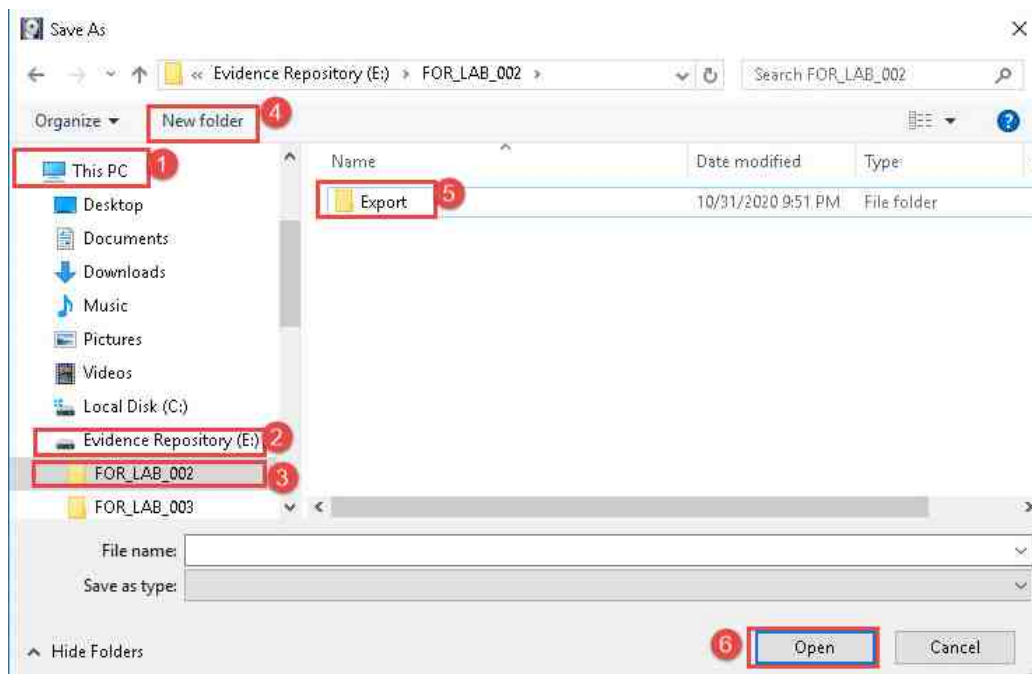 Save As
« Evidence Repository (E:) › FOR_LAB_002 ›
Search FOR_LAB_002
Organize
New folder
4
This PC
1
Name
Date modified
Type
Desktop
Export
5
10/31/2020 9:51 PM
File folder
Documents
Downloads
Music
Pictures
Videos
Local Disk (C:)
Evidence Repository (E:)
2
FOR_LAB_002
3
FOR_LAB_003
File name:
Save as type:
Hide Folders
6
Open
Cancel